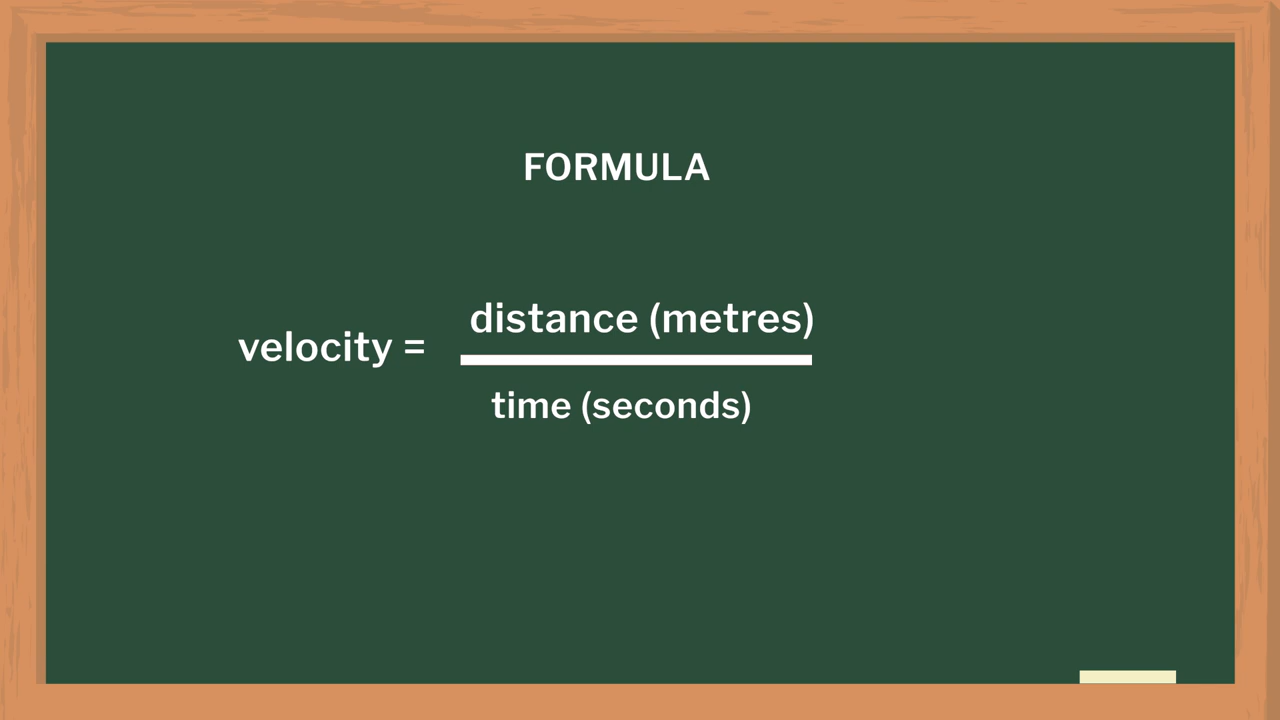 FORMULA
velocity = distance (metres)
time (seconds)